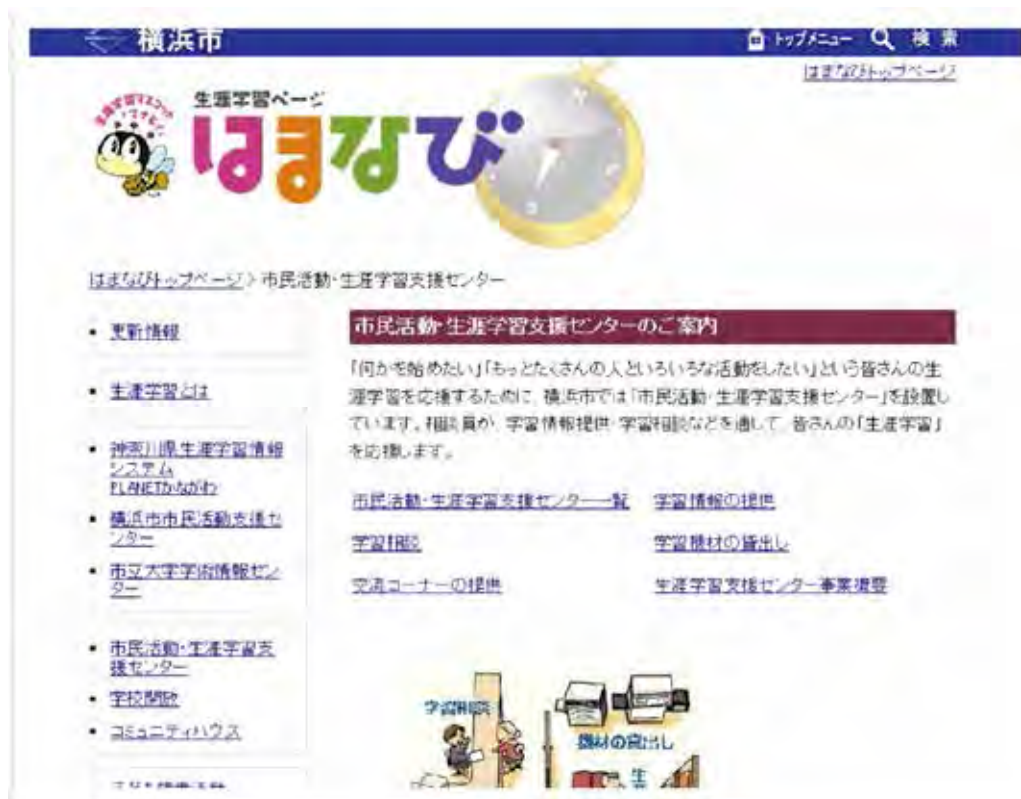 横浜市
トップメニュー 検索
はまなびトップページ
生涯学習ページ
はまなび
はまなびトップページ > 市民活動・生涯学習支援センター
・更新情報
・生涯学習とは
・神奈川県生涯学習情報
システム
PLANETかながわ
・横浜市市民活動支援セ
ンター
・市立大学学術情報セン
ター
・市民活動・生涯学習支
援センター
・学校開放
・コミュニティハウス
市民活動・生涯学習支援センターのご案内
「何かを始めたい」「もっとたくさんの人といろいろな活動をしたい」という皆さんの生
涯学習を応援するために、横浜市では「市民活動・生涯学習支援センター」を設置し
ています。相談員が、学習情報提供・学習相談などを通して、皆さんの「生涯学習」
を応援します。
市民活動・生涯学習支援センター一覧 学習情報の提供
学習相談 学習機材の貸出し
交流コーナーの提供 生涯学習支援センター事業概要
学習相談
機材の貸出し
生